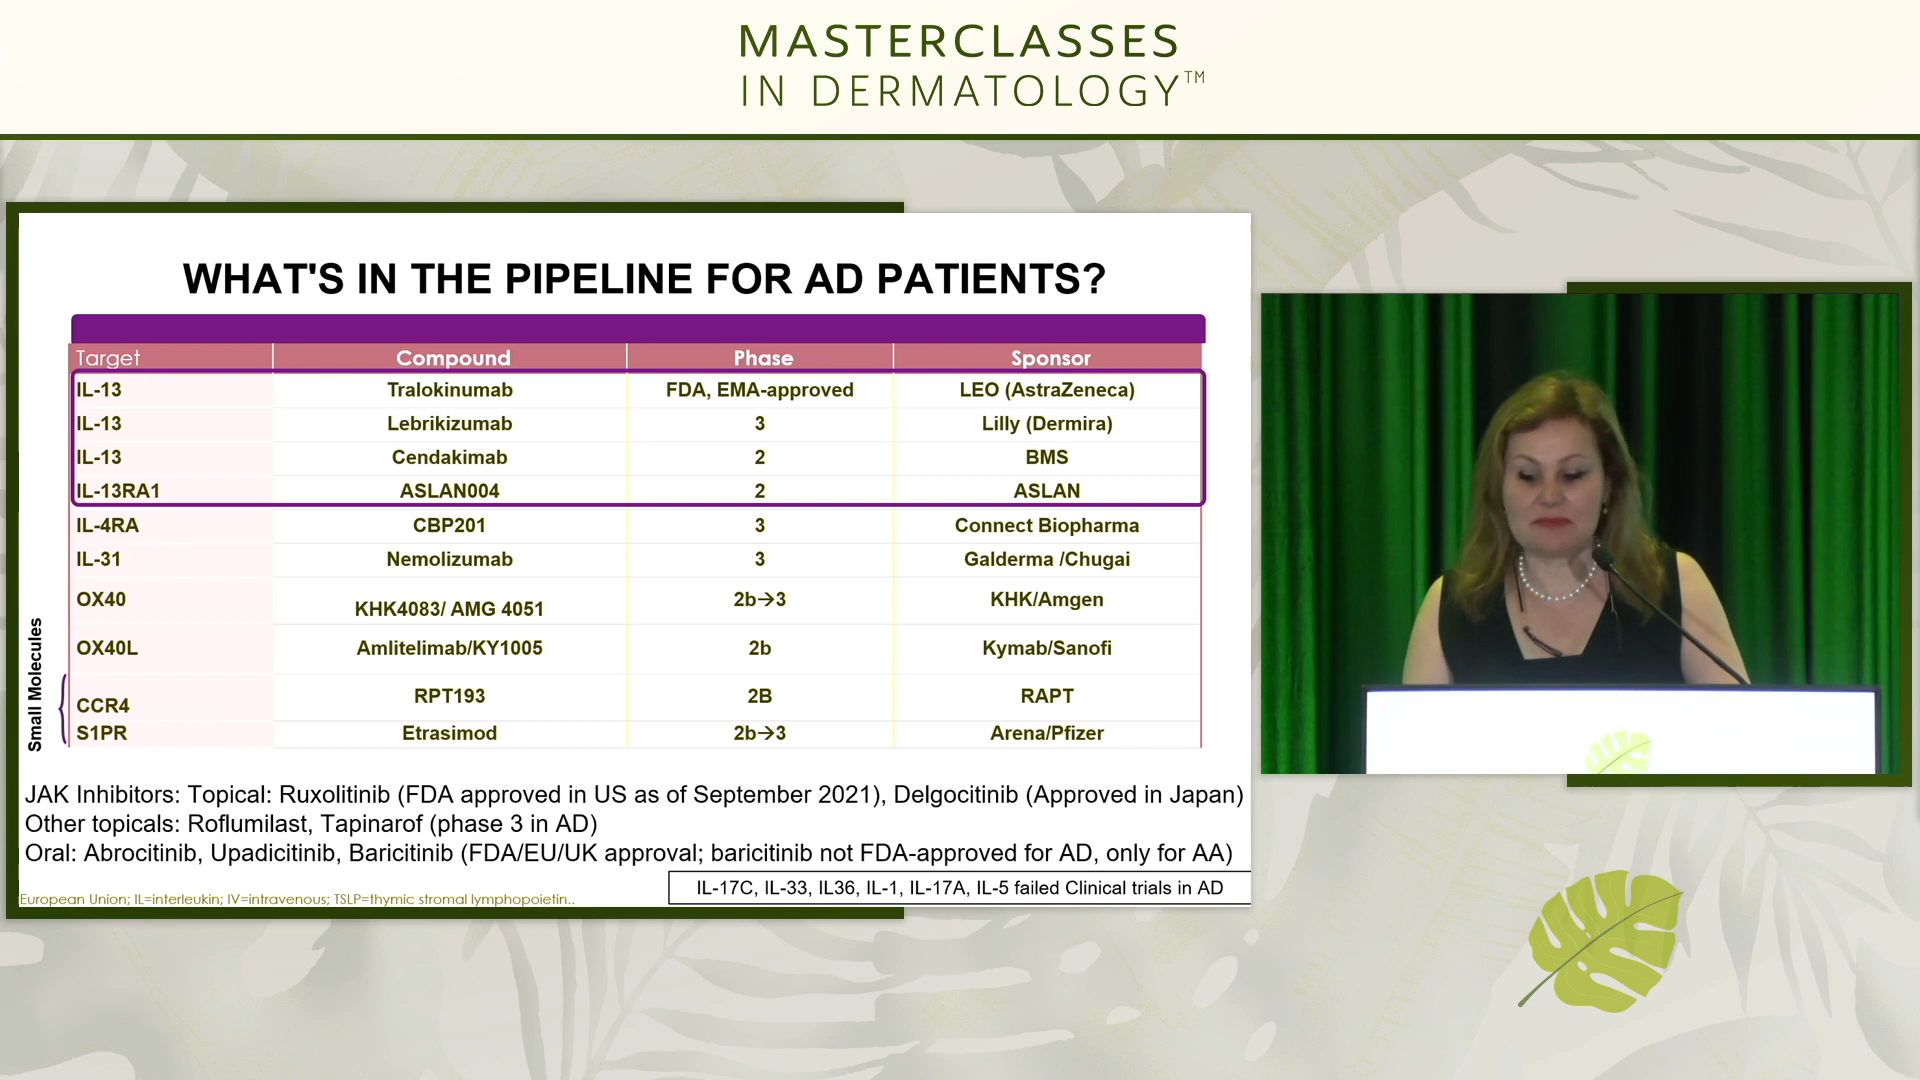 MASTERCLASSES
IN DERMATOLOGY™
WHAT'S IN THE PIPELINE FOR AD PATIENTS?
Target Compound Phase Sponsor
IL-13 Tralokinumab FDA, EMA-approved LEO (AstraZeneca)
IL-13 Lebrikizumab 3 Lilly (Dermira)
IL-13 Cendakimab 2 BMS
IL-13RA1 ASLAN004 2 ASLAN
IL-4RA CBP201 3 Connect Biopharma
IL-31 Nemolizumab 3 Galderma /Chugai
OX40 KHK4083/ AMG 4051 2b→3 KHK/Amgen
OX40L Amlitelimab/KY1005 2b Kymab/Sanofi
Small Molecules
CCR4 RPT193 2B RAPT
S1PR Etrasimod 2b→3 Arena/Pfizer
JAK Inhibitors: Topical: Ruxolitinib (FDA approved in US as of September 2021), Delgocitinib (Approved in Japan)
Other topicals: Roflumilast, Tapinarof (phase 3 in AD)
Oral: Abrocitinib, Upadicitinib, Baricitinib (FDA/EU/UK approval; baricitinib not FDA-approved for AD, only for AA)
IL-17C, IL-33, IL36, IL-1, IL-17A, IL-5 failed Clinical trials in AD
European Union; IL=interleukin; IV=intravenous; TSLP=thymic stromal lymphopoietin..